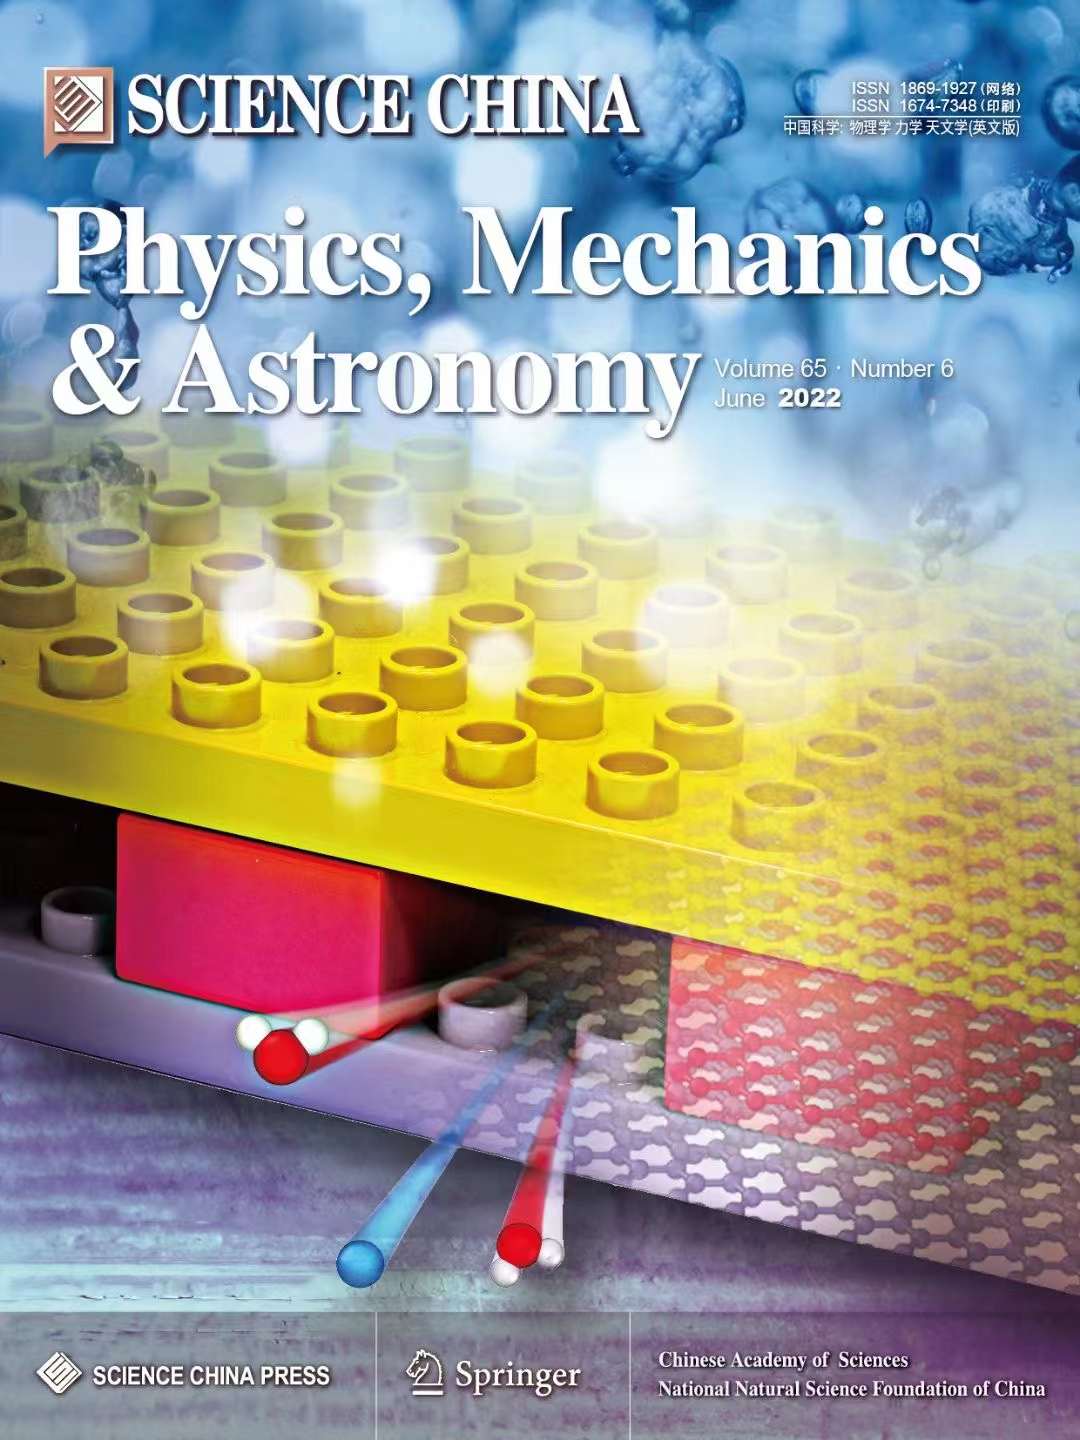 SCIENCE CHINA
ISSN 1869-1927 (网络)
ISSN 1674-7348 (印刷)
中国科学: 物理学 力学 天文学(英文版)
Physics, Mechanics
& Astronomy
Volume 65 · Number 6
June 2022
SCIENCE CHINA PRESS
Springer
Chinese Academy of Sciences
National Natural Science Foundation of China